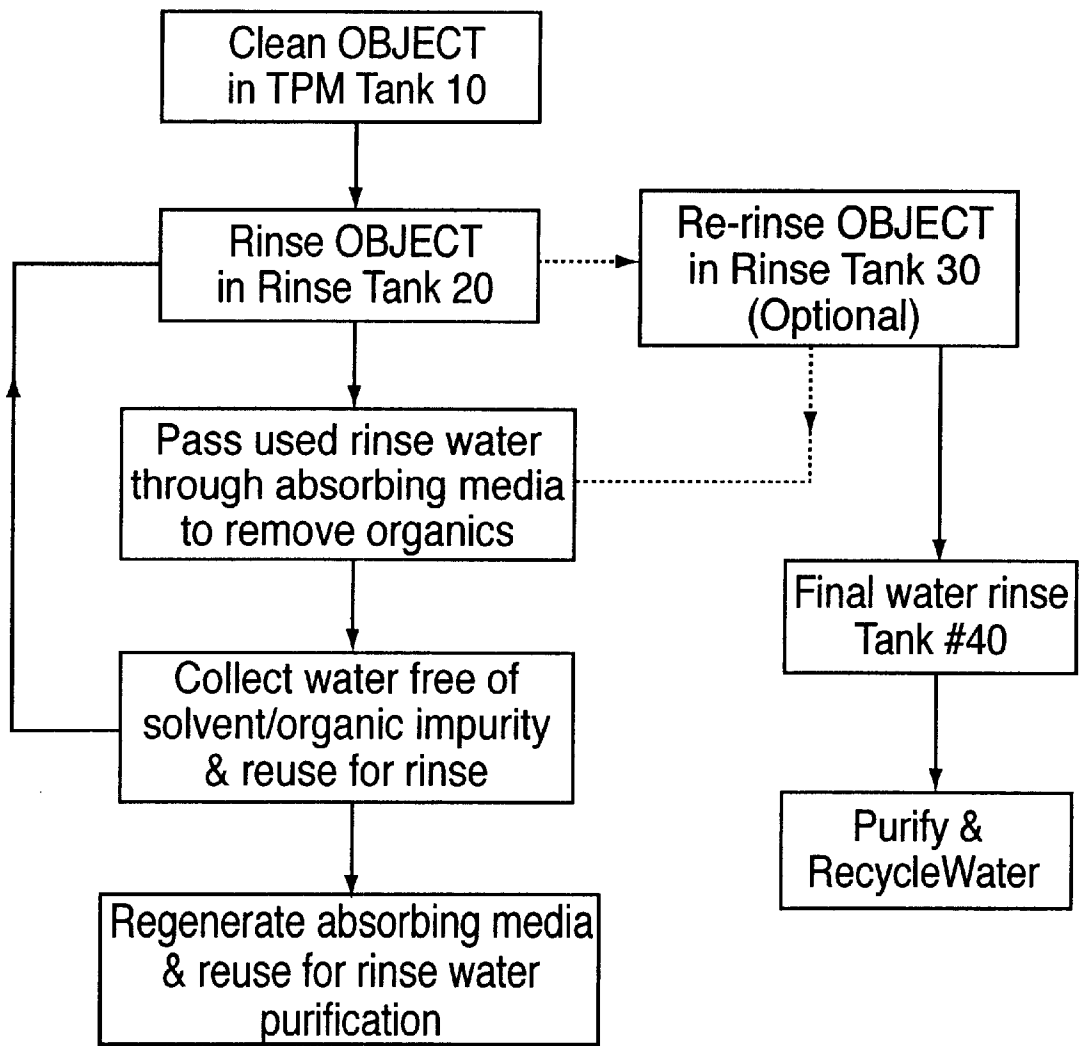 Clean OBJECT
in TPM Tank 10
Rinse OBJECT
in Rinse Tank 20
Re-rinse OBJECT
in Rinse Tank 30
(Optional)
Pass used rinse water
through absorbing media
to remove organics
Final water rinse
Tank #40
Collect water free of
solvent/organic impurity
& reuse for rinse
Purify &
RecycleWater
Regenerate absorbing media
& reuse for rinse water
purification